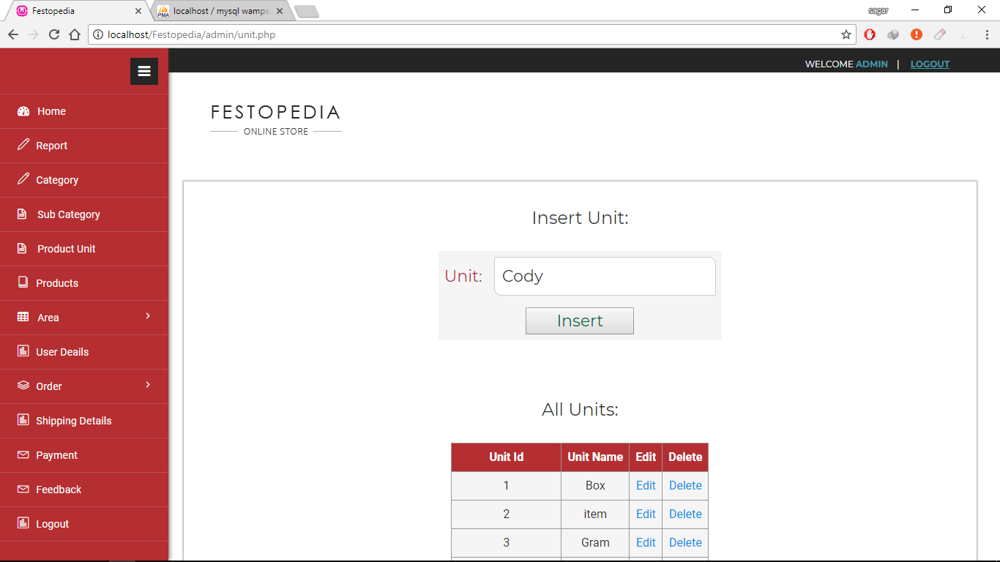 Festopedia
localhost / mysql wamps
sagar
localhost/Festopedia/admin/unit.php
WELCOME ADMIN | LOGOUT
Home
Report
Category
Sub Category
Product Unit
Products
Area
User Deails
Order
Shipping Details
Payment
Feedback
Logout
FESTOPEDIA
ONLINE STORE
Insert Unit:
Unit: Cody
Insert
All Units:
Unit Id Unit Name Edit Delete
1 Box Edit Delete
2 item Edit Delete
3 Gram Edit Delete